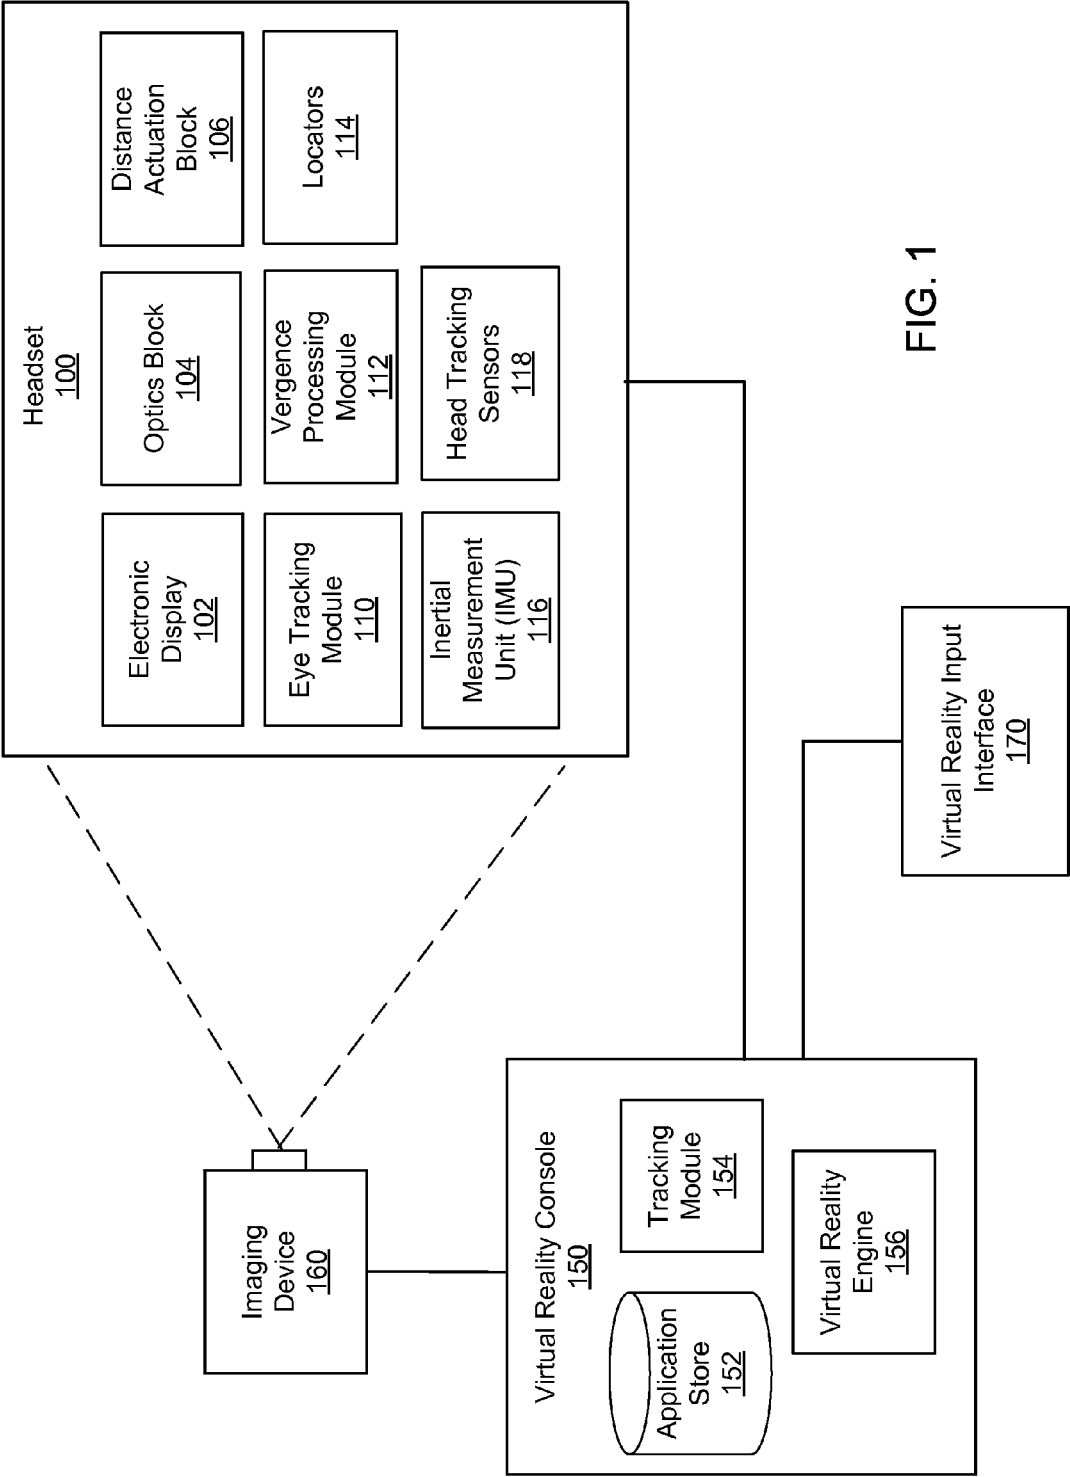 Headset
100
Electronic
Display
102
Optics Block
104
Distance
Actuation
Block
106
Eye Tracking
Module
110
Vergence
Processing
Module
112
Locators
114
Inertial
Measurement
Unit (IMU)
116
Head Tracking
Sensors
118
Imaging
Device
160
Virtual Reality Console
150
Application
Store
152
Tracking
Module
154
Virtual Reality
Engine
156
Virtual Reality Input
Interface
170
FIG. 1